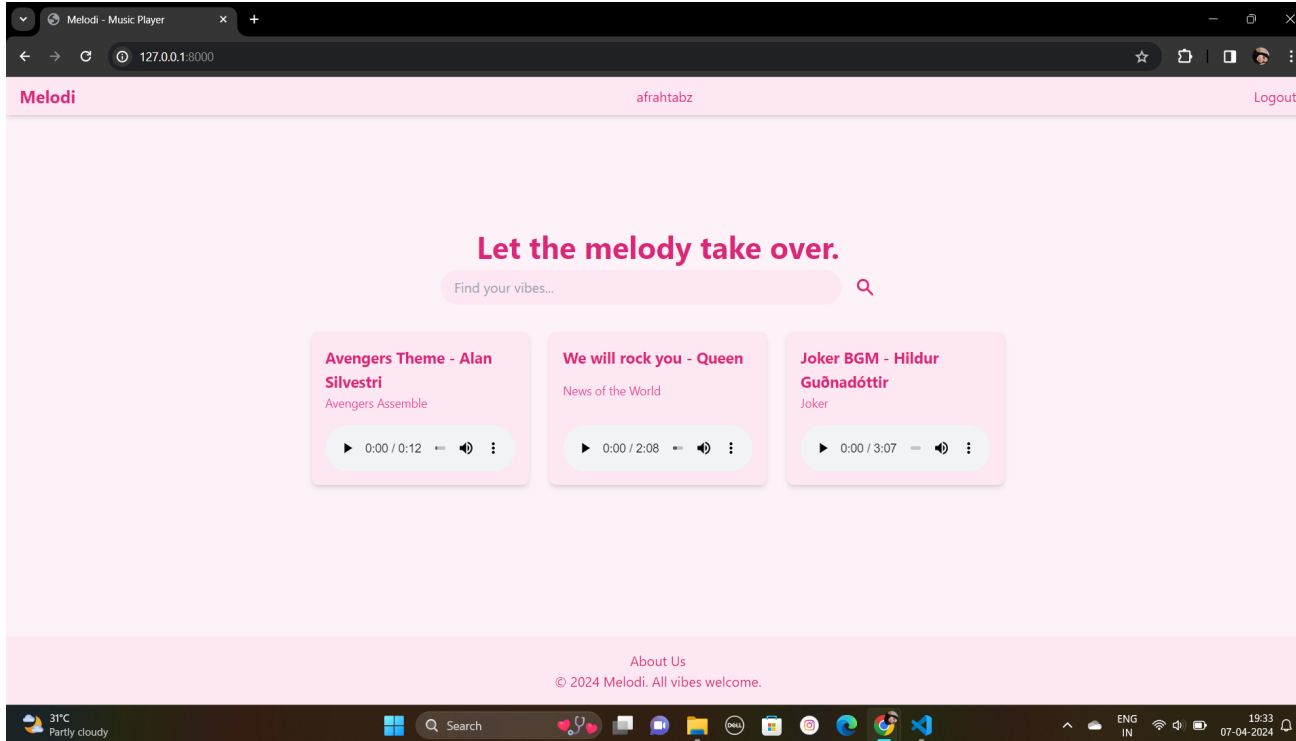 Melodi - Music Player
127.0.0.1:8000
Melodi
afrahtabz
Logout
Let the melody take over.
Find your vibes...
Avengers Theme - Alan
Silvestri
Avengers Assemble
0:00 / 0:12
We will rock you - Queen
News of the World
0:00 / 2:08
Joker BGM - Hildur
Guðnadóttir
Joker
0:00 / 3:07
About Us
© 2024 Melodi. All vibes welcome.
31°C
Partly cloudy
Search
DELL
ENG
IN
19:33
07-04-2024